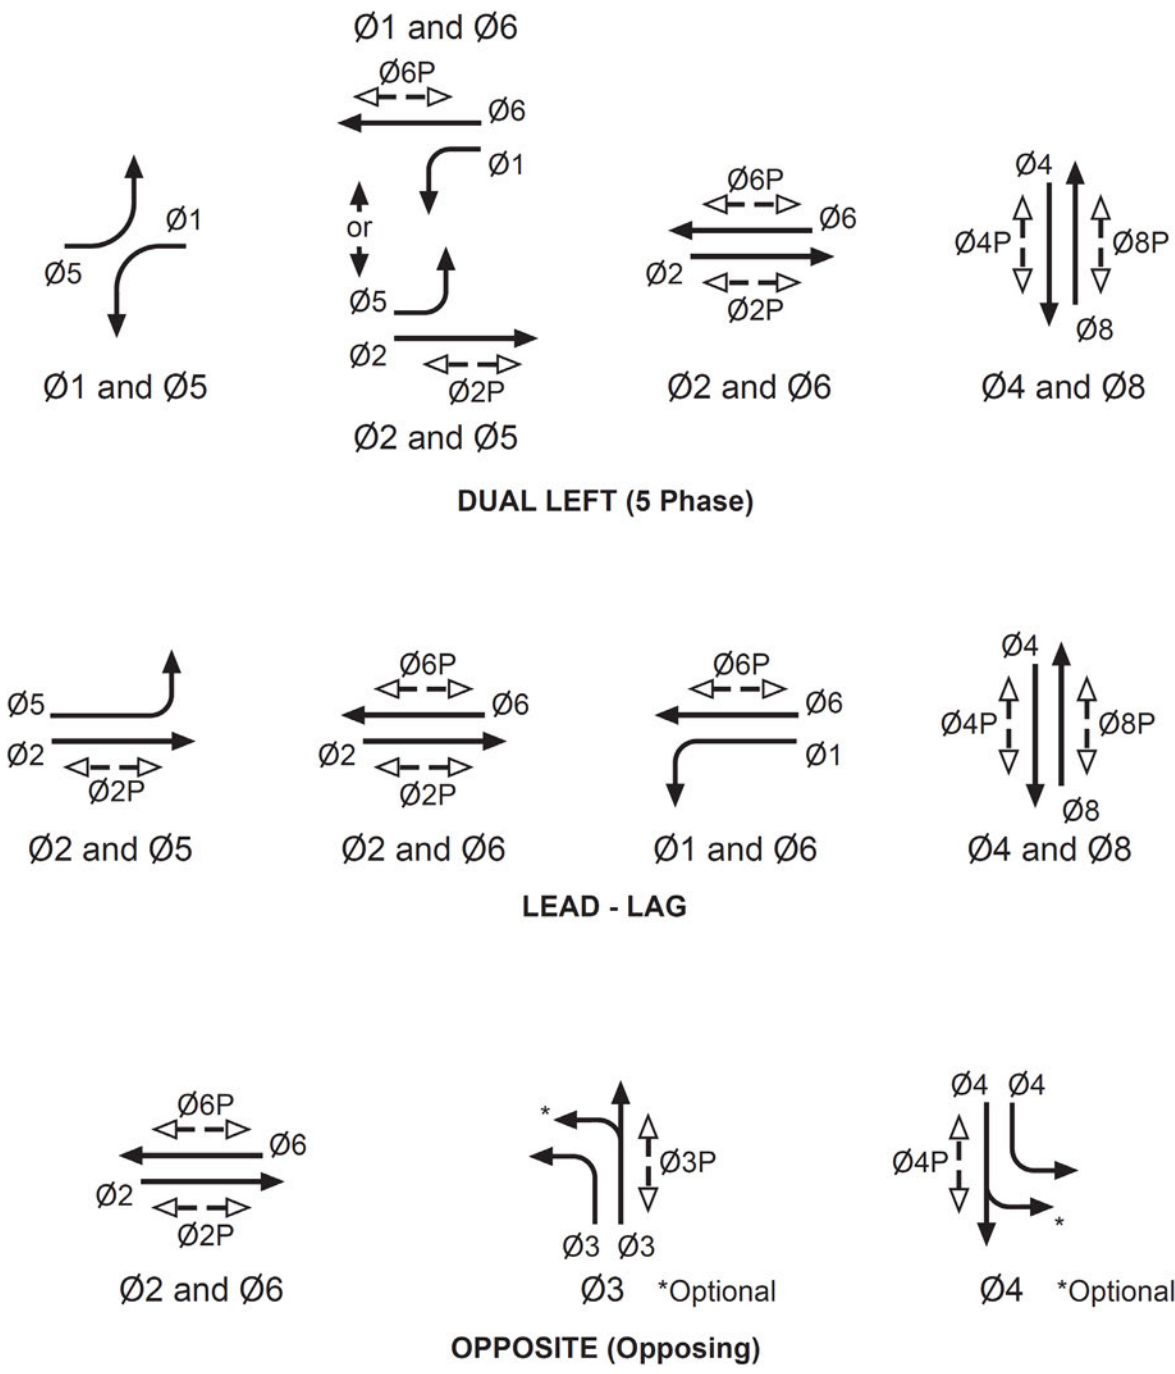 Ø1 and Ø6
Ø6P
Ø6
Ø1
or
Ø5
Ø2
Ø2P
Ø2 and Ø5
Ø1
Ø5
Ø1 and Ø5
Ø6P
Ø6
Ø2
Ø2P
Ø2 and Ø6
Ø4
Ø4P
Ø8P
Ø8
Ø4 and Ø8
DUAL LEFT (5 Phase)
Ø5
Ø2
Ø2P
Ø2 and Ø5
Ø6P
Ø6
Ø2
Ø2P
Ø2 and Ø6
Ø6P
Ø6
Ø1
Ø1 and Ø6
Ø4
Ø4P
Ø8P
Ø8
Ø4 and Ø8
LEAD - LAG
Ø6P
Ø6
Ø2
Ø2P
Ø2 and Ø6
*
Ø3P
Ø3 Ø3
Ø3 *Optional
Ø4 Ø4
Ø4P
*
Ø4 *Optional
OPPOSITE (Opposing)